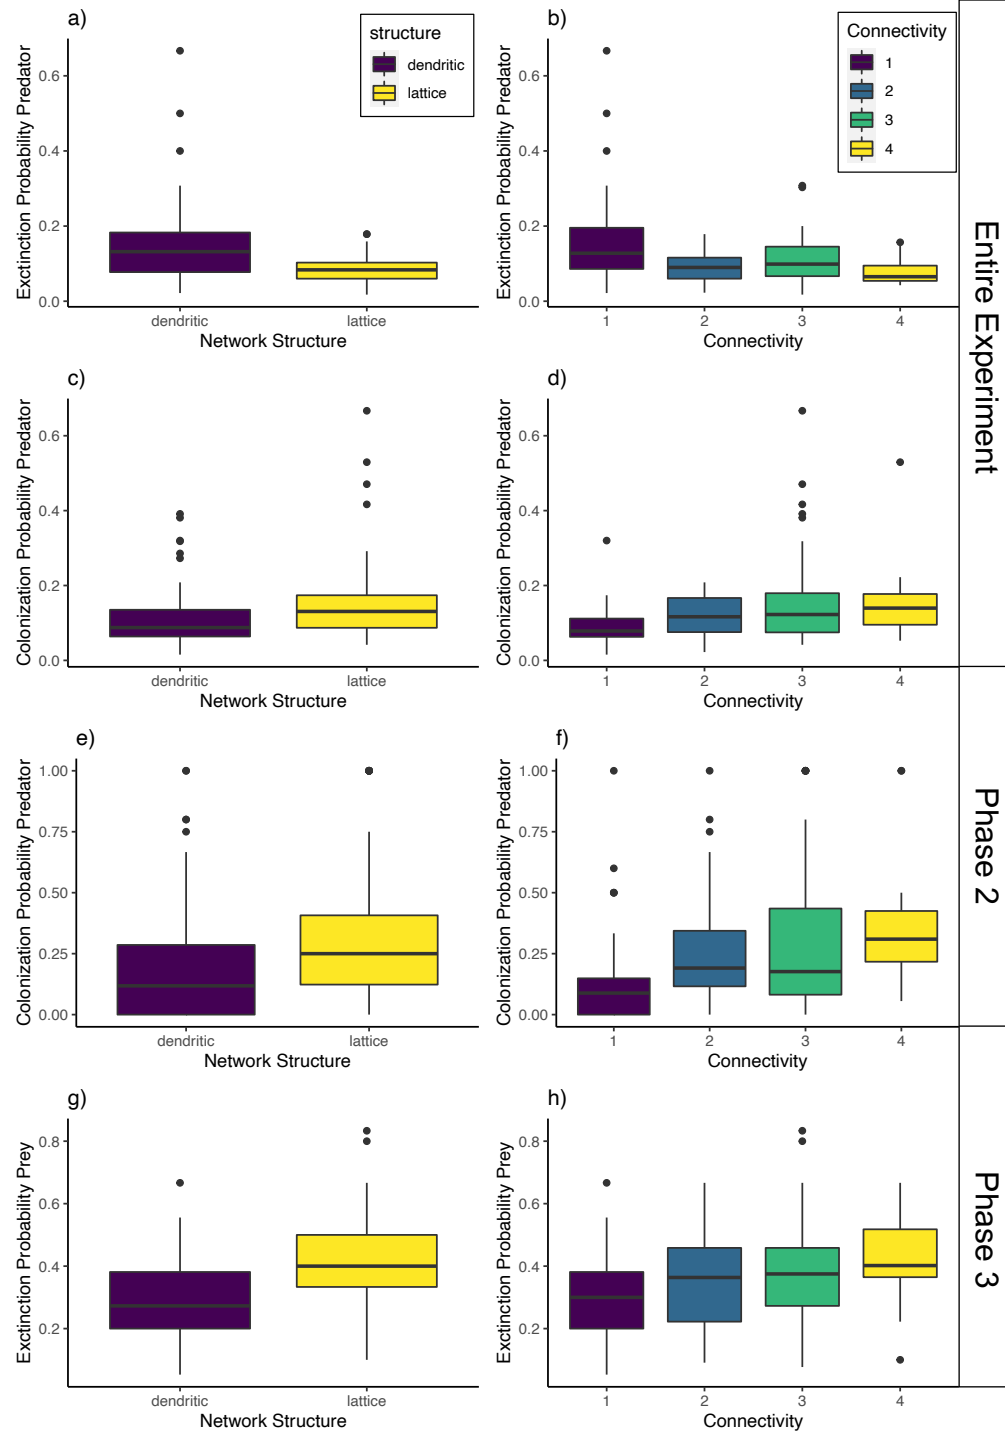 a)
structure
dendritic
lattice
Exctinction Probability Predator
0.6
0.4
0.2
0.0
dendritic
lattice
Network Structure
b)
Connectivity
1
2
3
4
Exctinction Probability Predator
0.6
0.4
0.2
0.0
1
2
3
4
Connectivity
Entire Experiment
c)
Colonization Probability Predator
0.6
0.4
0.2
0.0
dendritic
lattice
Network Structure
d)
Colonization Probability Predator
0.6
0.4
0.2
0.0
1
2
3
4
Connectivity
e)
Colonization Probability Predator
1.00
0.75
0.50
0.25
0.00
dendritic
lattice
Network Structure
f)
Colonization Probability Predator
1.00
0.75
0.50
0.25
0.00
1
2
3
4
Connectivity
Phase 2
g)
Exctinction Probability Prey
0.8
0.6
0.4
0.2
dendritic
lattice
Network Structure
h)
Exctinction Probability Prey
0.8
0.6
0.4
0.2
1
2
3
4
Connectivity
Phase 3